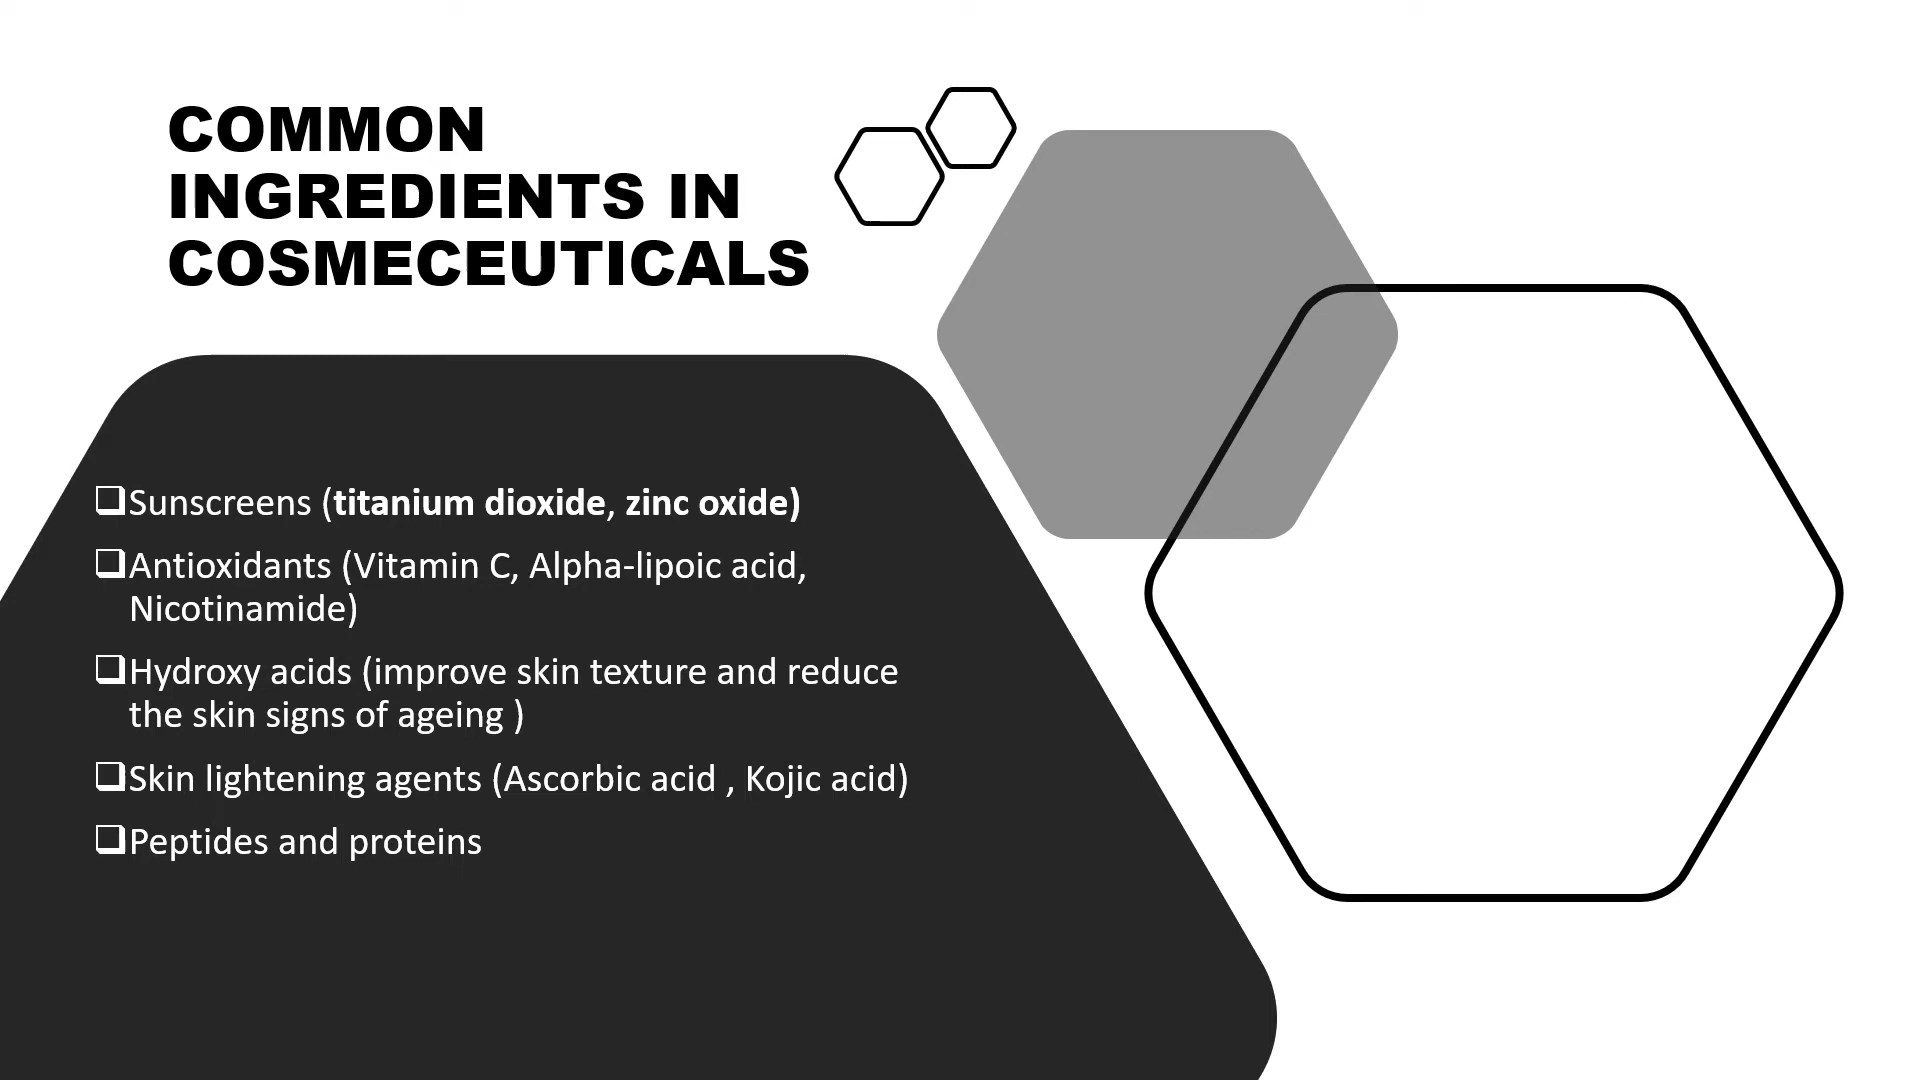 COMMON
INGREDIENTS IN
COSMECEUTICALS
❑Sunscreens (titanium dioxide, zinc oxide)
❑Antioxidants (Vitamin C, Alpha-lipoic acid,
Nicotinamide)
❑Hydroxy acids (improve skin texture and reduce
the skin signs of ageing )
❑Skin lightening agents (Ascorbic acid , Kojic acid)
❑Peptides and proteins